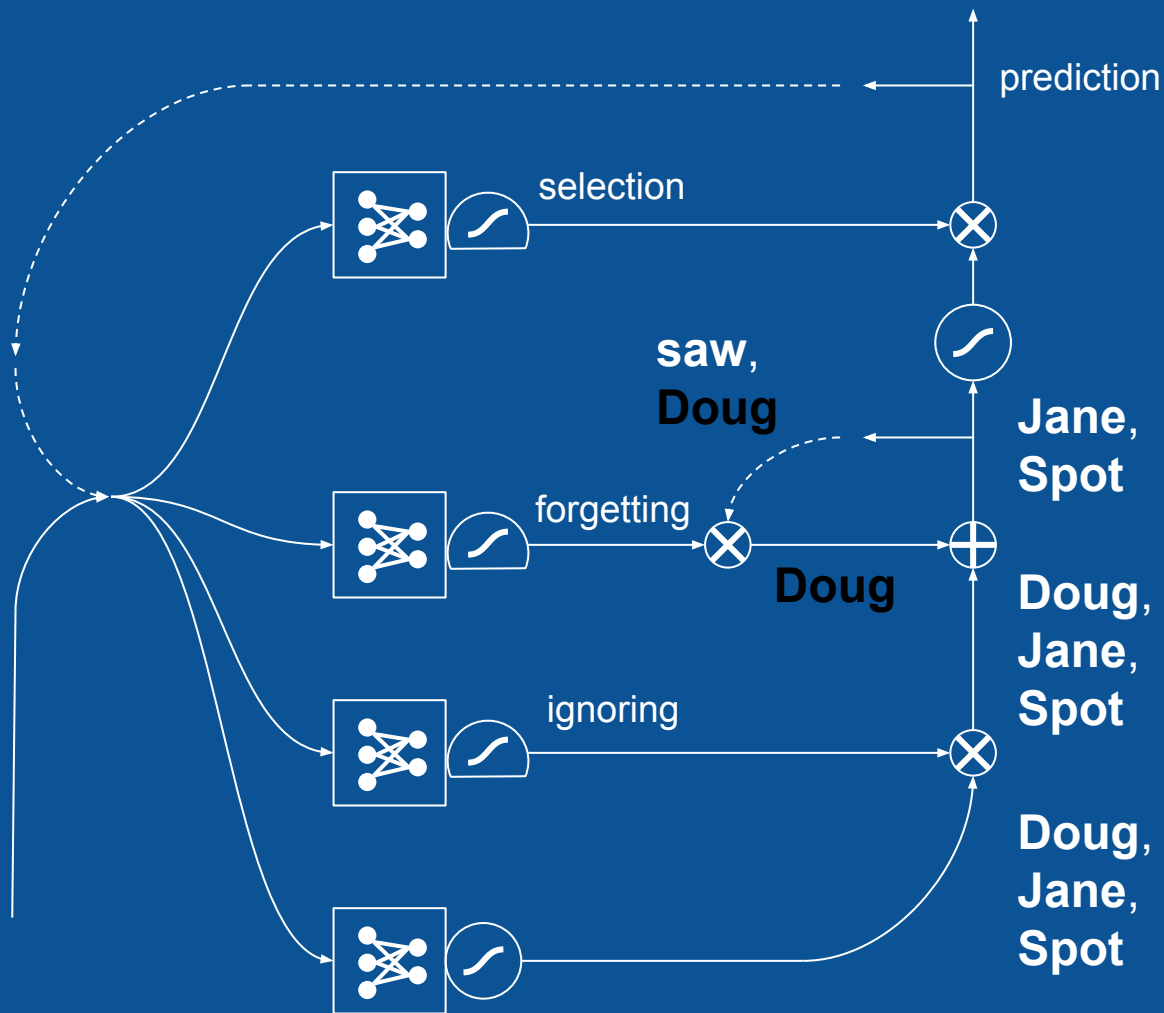 prediction
selection
saw,
Doug
Jane,
Spot
forgetting
Doug
Doug,
Jane,
Spot
ignoring
Doug,
Jane,
Spot